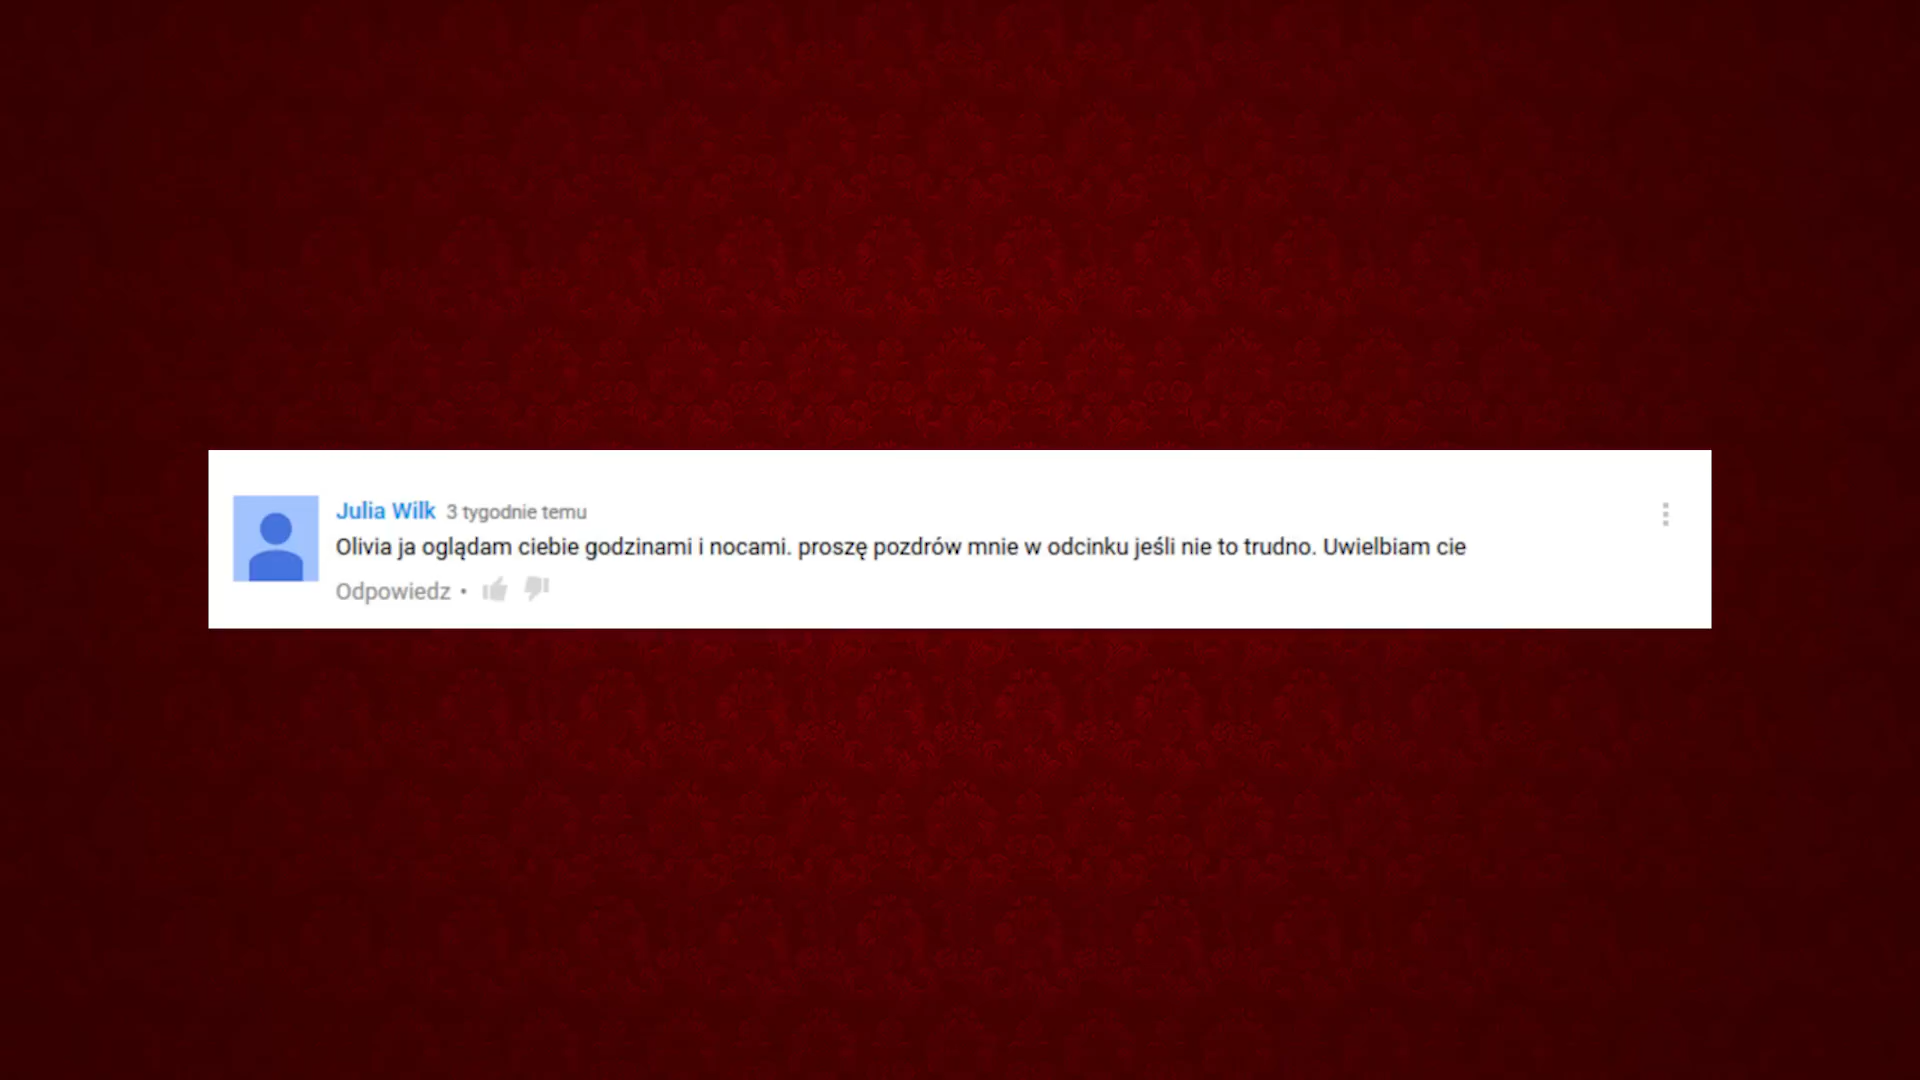 Julia Wilk 3 tygodnie temu
Olivia ja oglądam ciebie godzinami i nocami. proszę pozdrów mnie w odcinku jeśli nie to trudno. Uwielbiam cie
Odpowiedz •